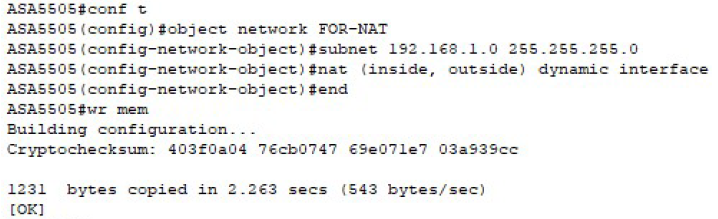 ASA5505#conf t
ASA5505(config)#object network FOR-NAT
ASA5505(config-network-object)#subnet 192.168.1.0 255.255.255.0
ASA5505(config-network-object)#nat (inside, outside) dynamic interface
ASA5505(config-network-object)#end
ASA5505#wr mem
Building configuration...
Cryptochecksum: 403f0a04 76cb0747 69e071e7 03a939cc
1231 bytes copied in 2.263 secs (543 bytes/sec)
[OK]